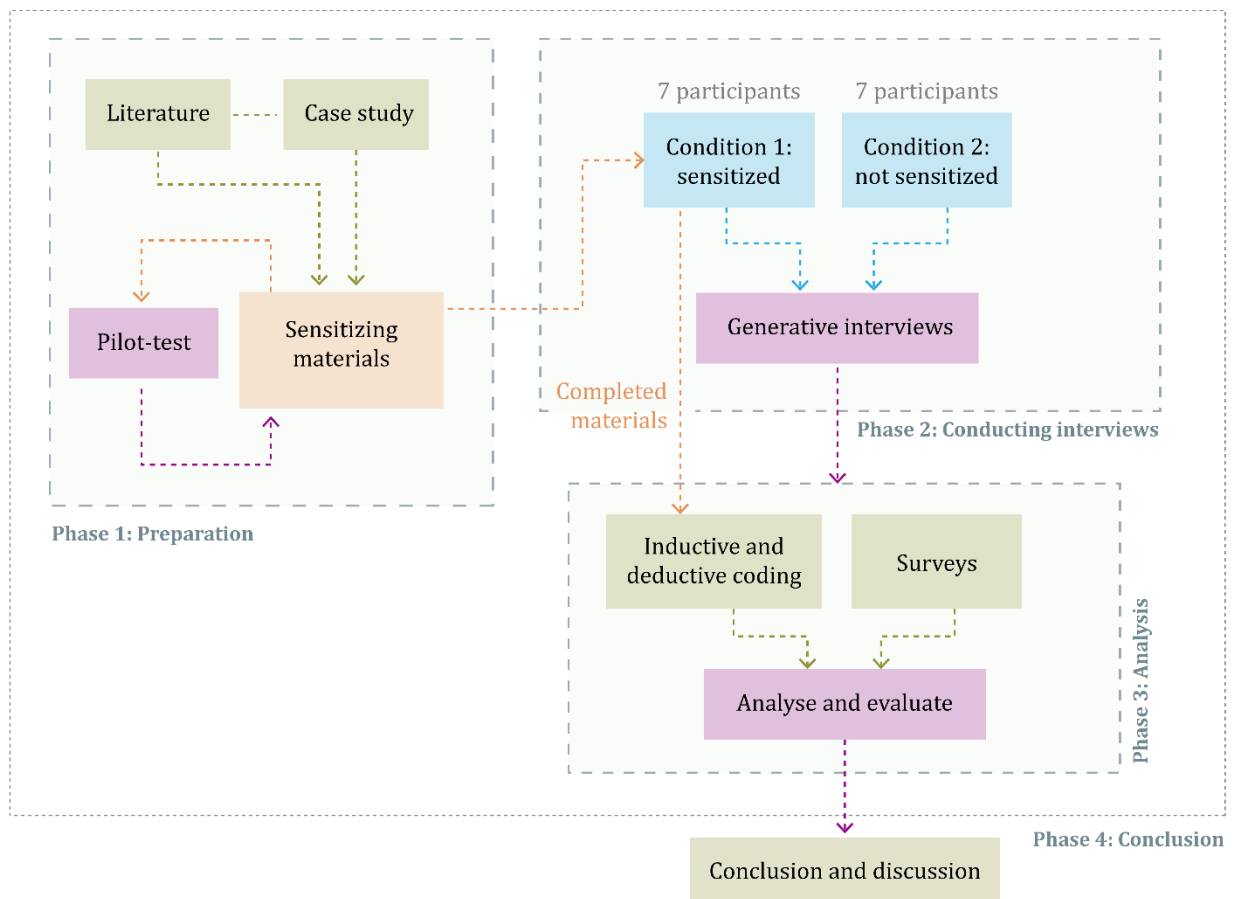 Literature
Case study
Pilot-test
Sensitizing
materials
Phase 1: Preparation
7 participants
7 participants
Condition 1:
sensitized
Condition 2:
not sensitized
Generative interviews
Completed
materials
Phase 2: Conducting interviews
Inductive and
deductive coding
Surveys
Analyse and evaluate
Phase 3: Analysis
Phase 4: Conclusion
Conclusion and discussion